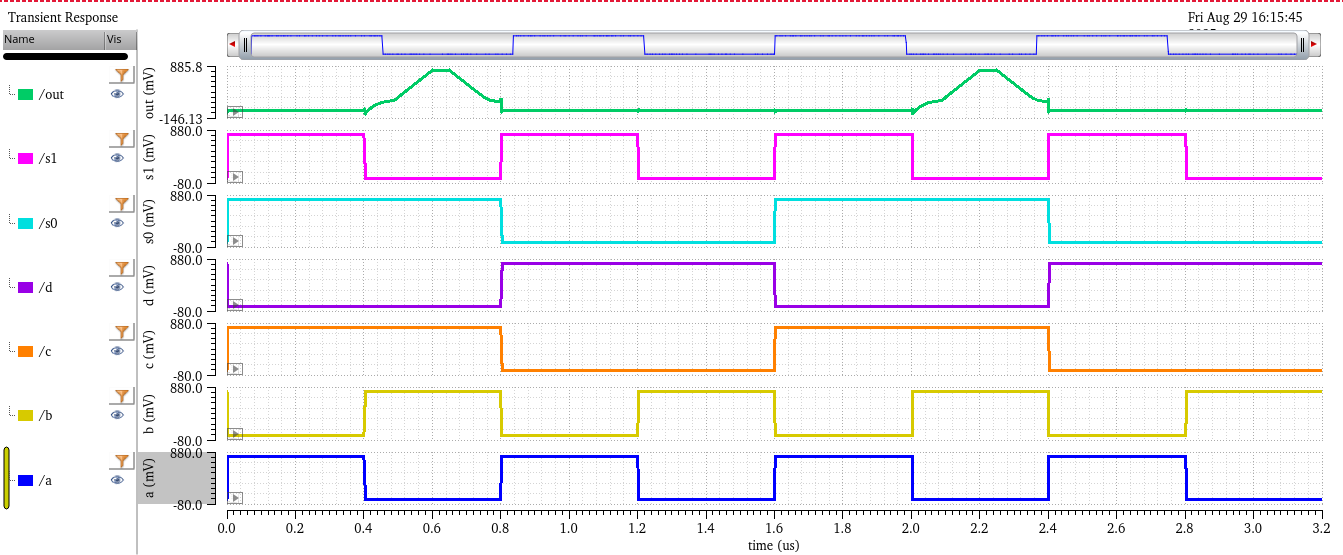 Transient Response
Fri Aug 29 16:15:45
Name
Vis
885.8
out (mV)
/out
-146.13
880.0
s1 (mV)
/s1
-80.0
880.0
s0 (mV)
/s0
-80.0
880.0
d (mV)
/d
-80.0
880.0
c (mV)
/c
-80.0
880.0
b (mV)
/b
-80.0
880.0
a (mV)
/a
-80.0
0.0 0.2 0.4 0.6 0.8 1.0 1.2 1.4 1.6 1.8 2.0 2.2 2.4 2.6 2.8 3.0 3.2
time (us)